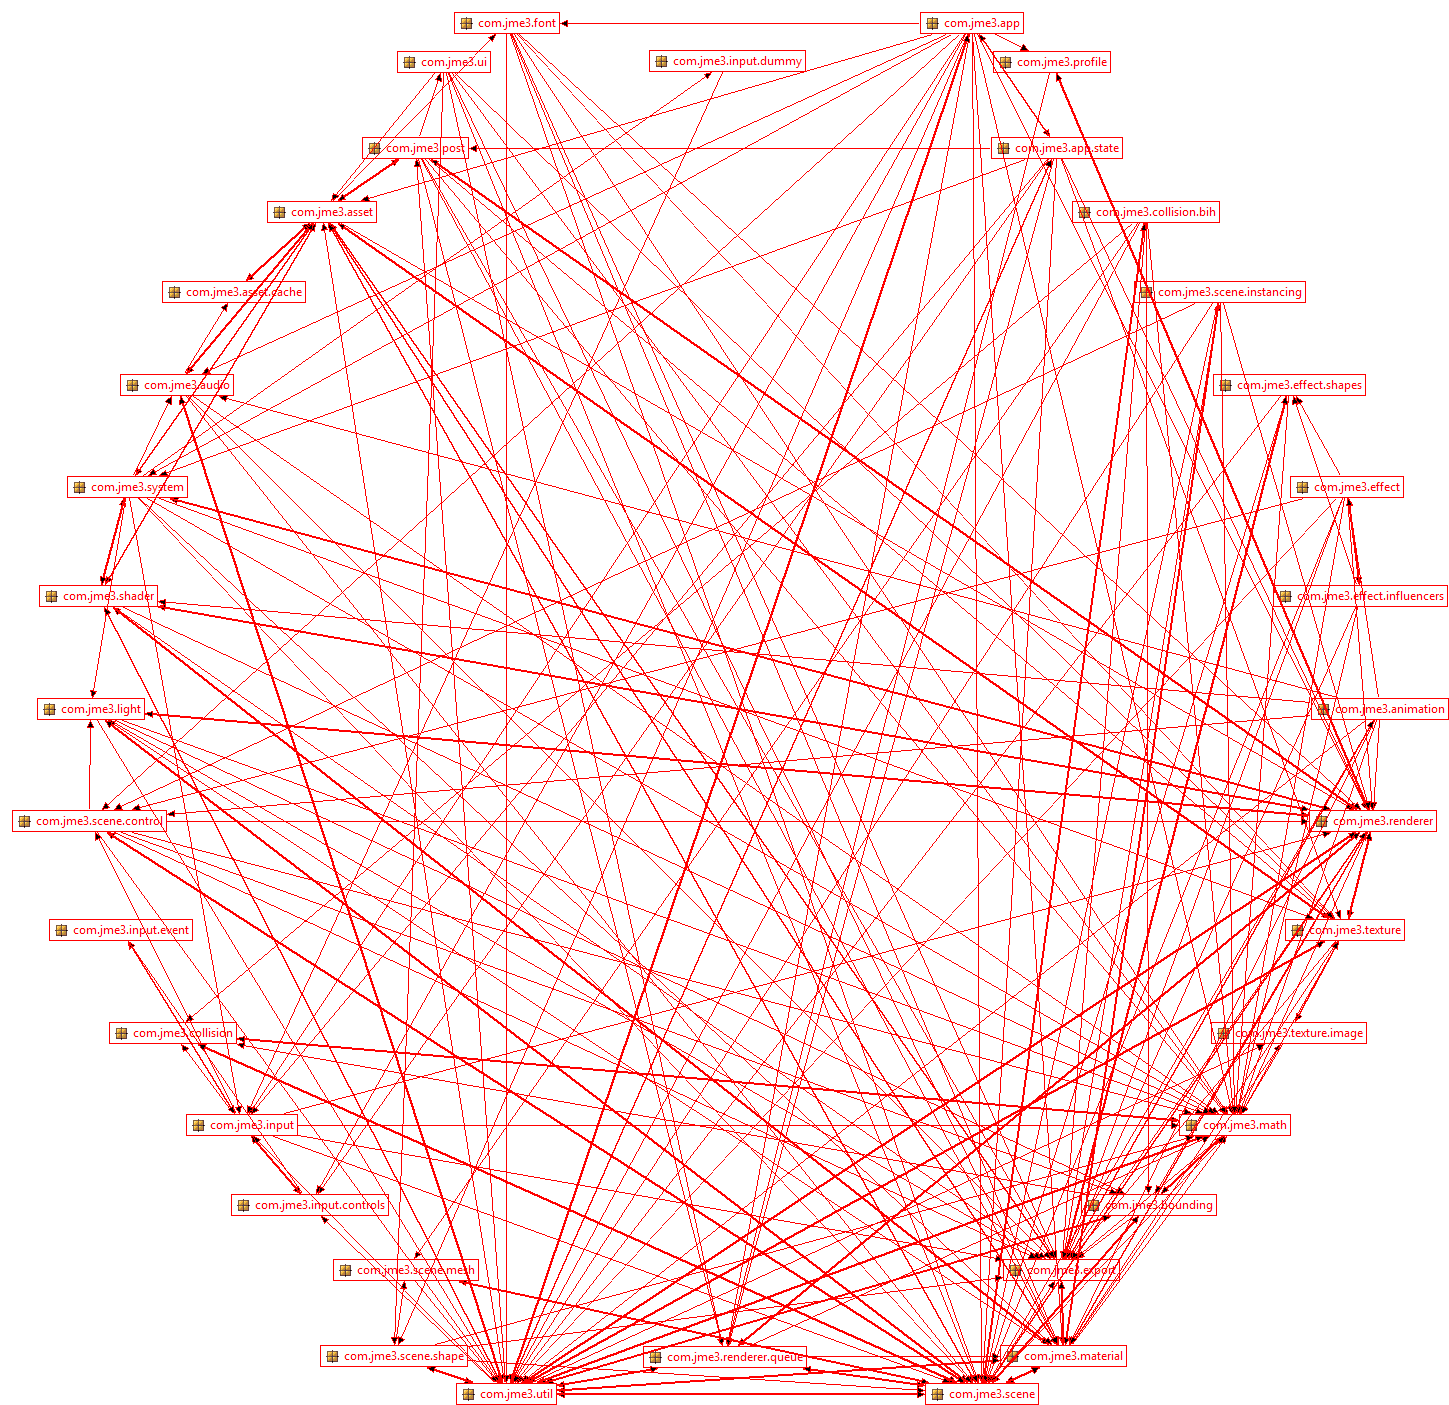 com.jme3.font
com.jme3.app
com.jme3.ui
com.jme3.input.dummy
com.jme3.profile
com.jme3.post
com.jme3.app.state
com.jme3.asset
com.jme3.collision.bih
com.jme3.asset.cache
com.jme3.scene.instancing
com.jme3.audio
com.jme3.effect.shapes
com.jme3.system
com.jme3.effect
com.jme3.shader
com.jme3.effect.influencers
com.jme3.light
com.jme3.animation
com.jme3.scene.control
com.jme3.renderer
com.jme3.input.event
com.jme3.texture
com.jme3.collision
com.jme3.texture.image
com.jme3.input
com.jme3.math
com.jme3.input.controls
com.jme3.bounding
com.jme3.scene.mesh
com.jme3.export
com.jme3.scene.shape
com.jme3.renderer.queue
com.jme3.material
com.jme3.util
com.jme3.scene